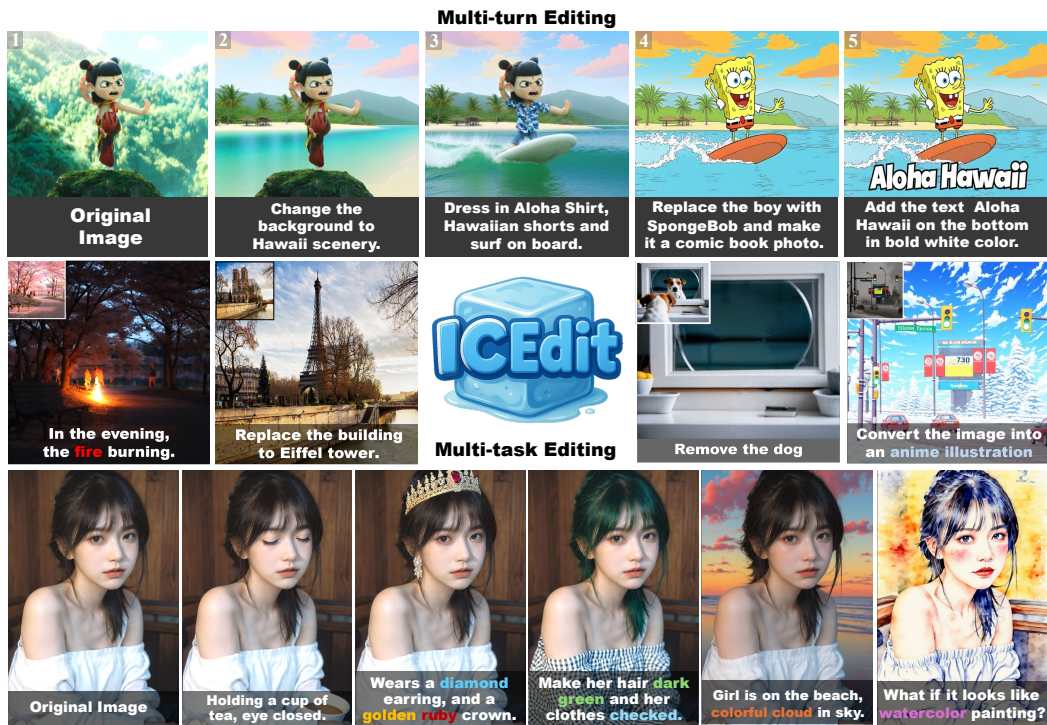 Multi-turn Editing
1
2
3
4
5
Aloha Hawaii
Original
Image
Change the
background to
Hawaii scenery.
Dress in Aloha Shirt,
Hawaiian shorts and
surf on board.
Replace the boy with
SpongeBob and make
it a comic book photo.
Add the text Aloha
Hawaii on the bottom
in bold white color.
In the evening,
the fire burning.
Replace the building
to Eiffel tower.
ICEdit
Multi-task Editing
Remove the dog
730
Convert the image into
an anime illustration
Original Image
Holding a cup of
tea, eye closed.
Wears a diamond
earring, and a
golden ruby crown.
Make her hair dark
green and her
clothes checked.
Girl is on the beach,
colorful cloud in sky.
What if it looks like
watercolor painting?